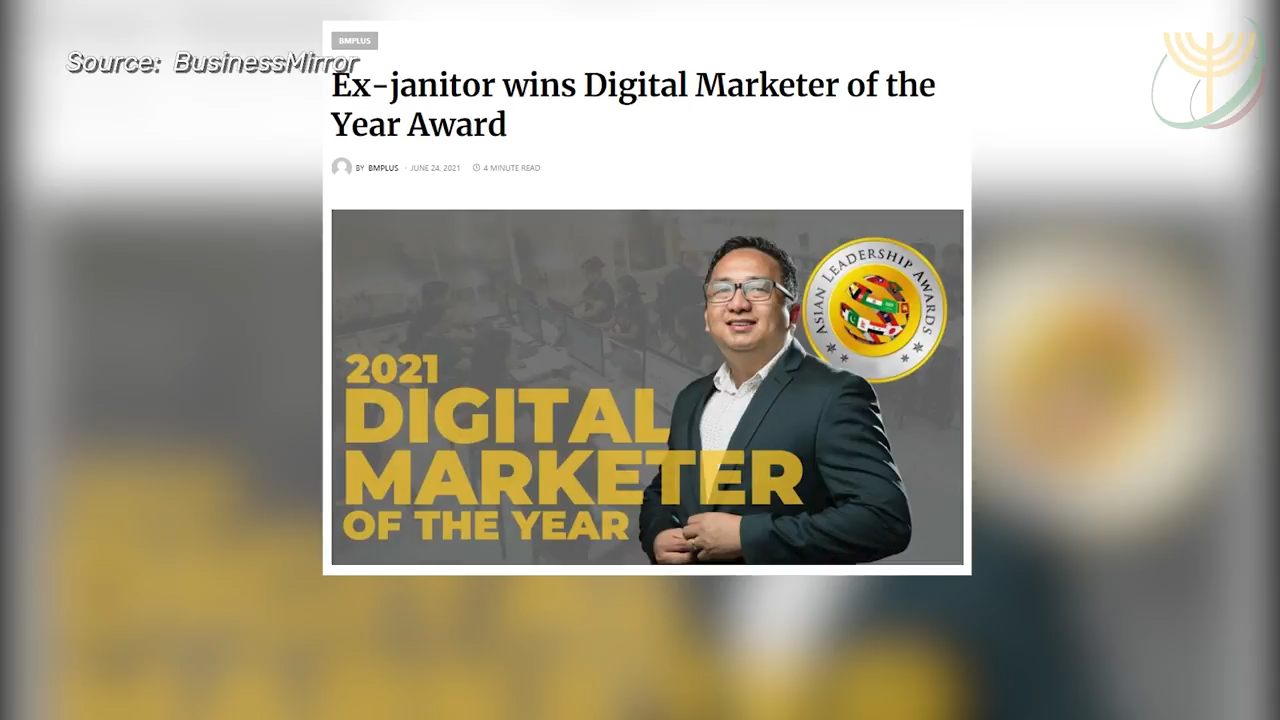 BMPLUS
Source: BusinessMirror
Ex-janitor wins Digital Marketer of the
Year Award
BY BMPLUS · JUNE 24, 2021 4 MINUTE READ
ASIAN LEADERSHIP AWARDS
2021
DIGITAL
MARKETER
OF THE YEAR